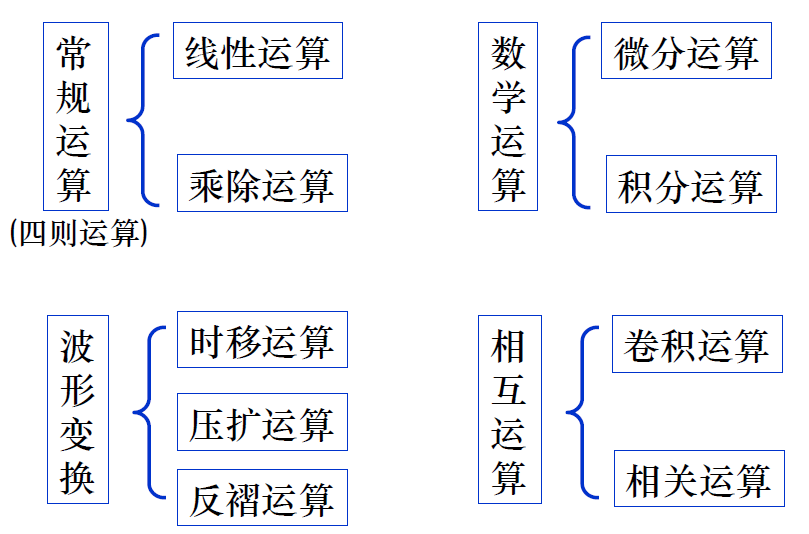 常规运算
(四则运算)
线性运算
乘除运算
数学运算
微分运算
积分运算
波形变换
时移运算
压扩运算
反褶运算
相互运算
卷积运算
相关运算